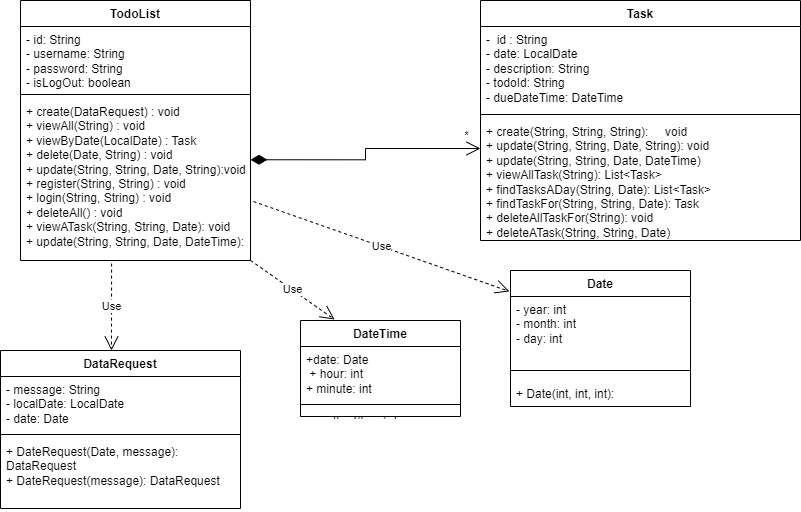 TodoList
- id: String
- username: String
- password: String
- isLogOut: boolean
+ create(DataRequest) : void
+ viewAll(String) : void
+ viewByDate(LocalDate) : Task
+ delete(Date, String) : void
+ update(String, String, Date, String):void
+ register(String, String) : void
+ login(String, String) : void
+ deleteAll() : void
+ viewATask(String, String, Date): void
+ update(String, String, Date, DateTime):
*
Task
- id : String
- date: LocalDate
- description: String
- todoId: String
- dueDateTime: DateTime
+ create(String, String, String): void
+ update(String, String, Date, String): void
+ update(String, String, Date, DateTime)
+ viewAllTask(String): List<Task>
+ findTasksADay(String, Date): List<Task>
+ findTaskFor(String, String, Date): Task
+ deleteAllTaskFor(String): void
+ deleteATask(String, String, Date)
Use
Use
Use
DataRequest
- message: String
- localDate: LocalDate
- date: Date
+ DateRequest(Date, message):
DataRequest
+ DateRequest(message): DataRequest
DateTime
+date: Date
+ hour: int
+ minute: int
Date
- year: int
- month: int
- day: int
+ Date(int, int, int):